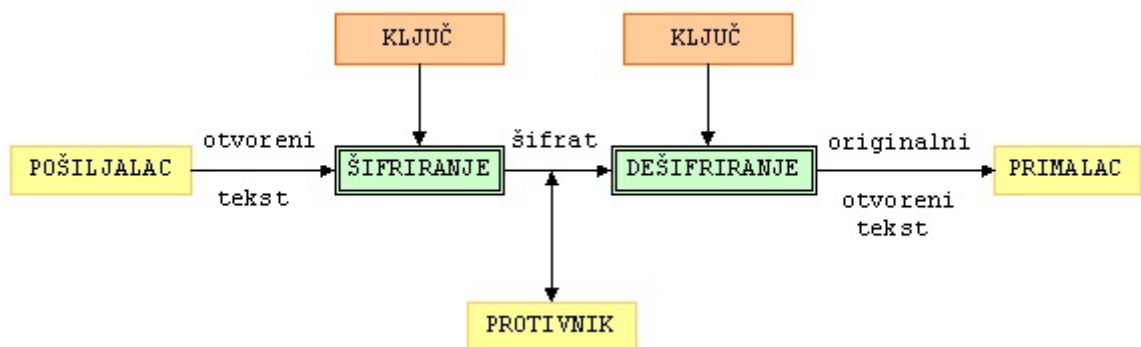 KLJUČ KLJUČ
otvoreni šifrat originalni
POŠILJALAC ŠIFRIRANJE DEŠIFRIRANJE PRIMALAC
tekst otvoreni
tekst
PROTIVNIK